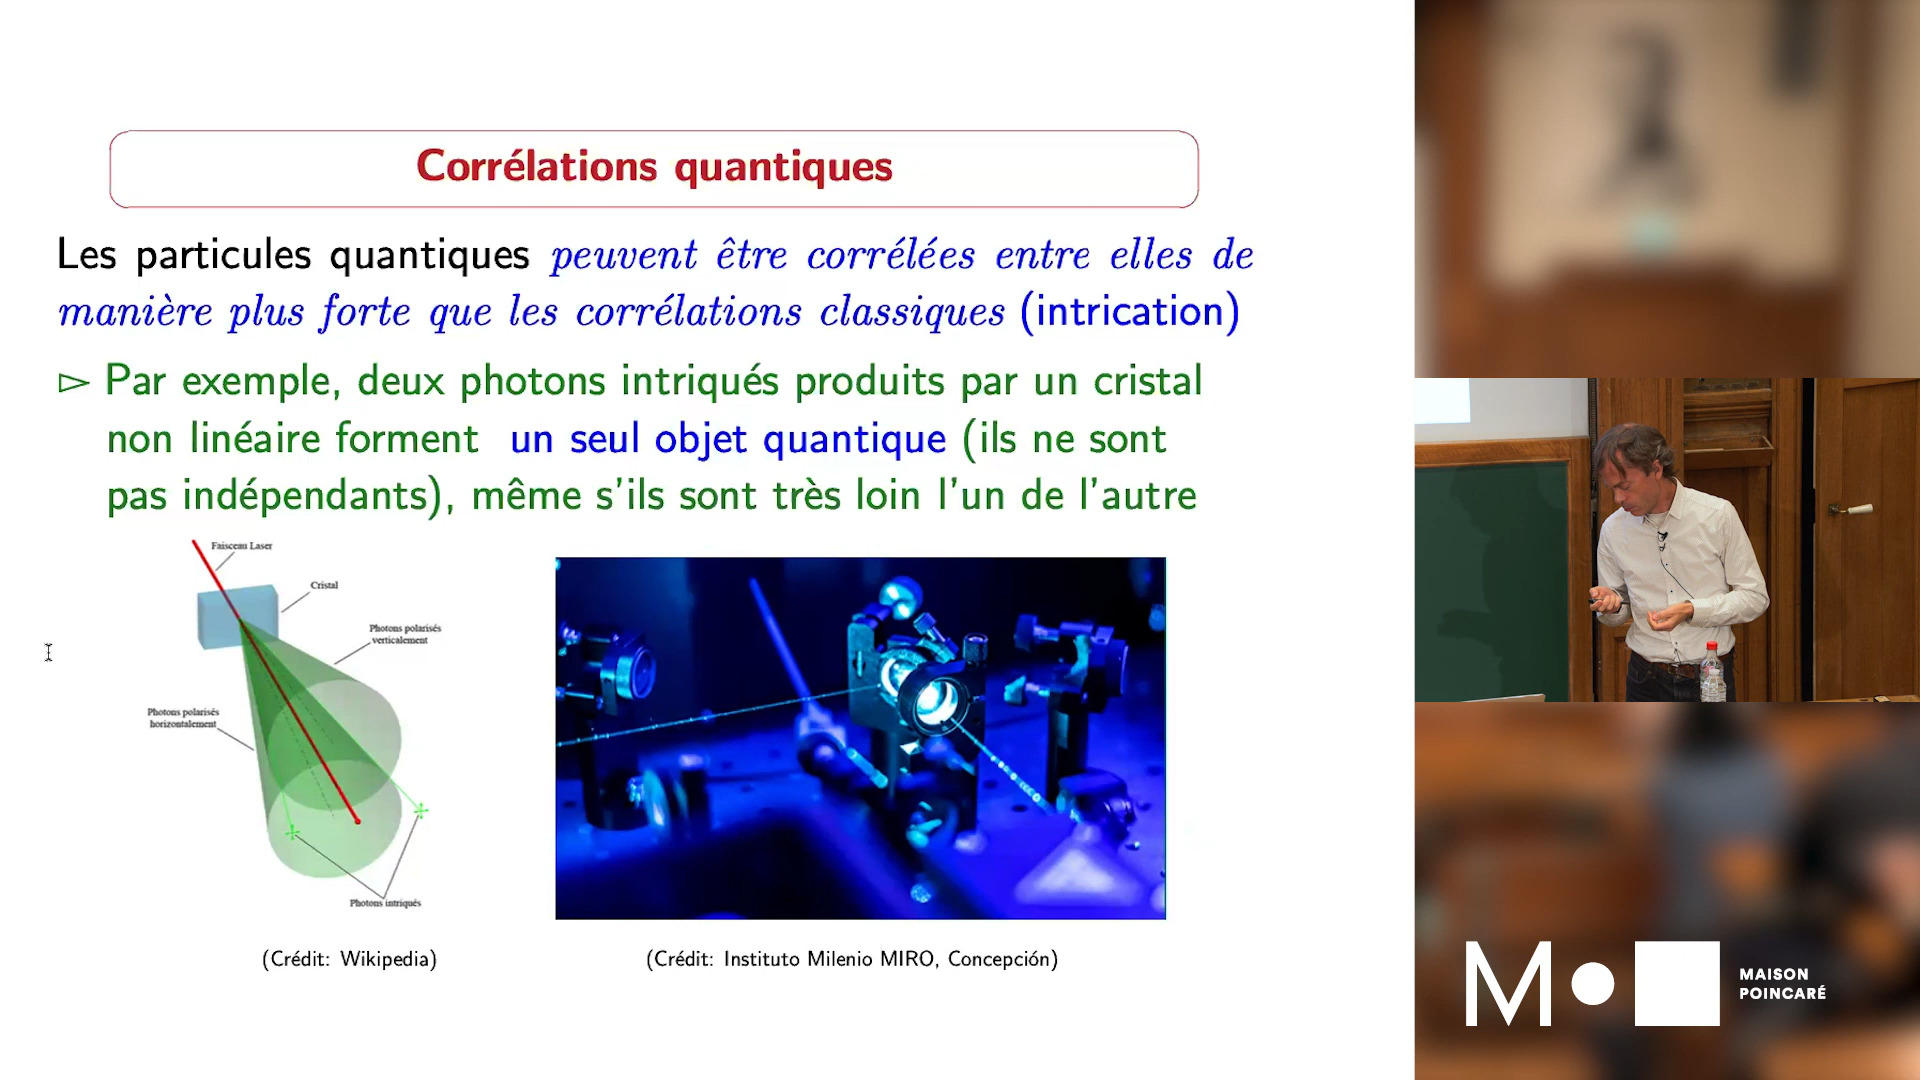 Corrélations quantiques
Les particules quantiques peuvent être corrélées entre elles de
manière plus forte que les corrélations classiques (intrication)
▻ Par exemple, deux photons intriqués produits par un cristal
non linéaire forment un seul objet quantique (ils ne sont
pas indépendants), même s'ils sont très loin l'un de l'autre
Faisceau Laser
Cristal
Photons polarisés
verticalement
Photons polarisés
horizontalement
Photons intriqués
(Crédit: Wikipedia)
(Crédit: Instituto Milenio MIRO, Concepción)
MAISON
POINCARÉ